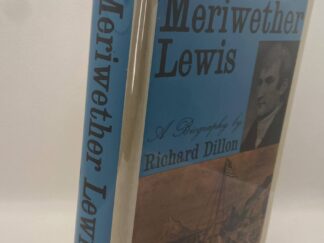 Meriwether
Lewis
A Biography by
Richard Dillon
Meriwether Lewis